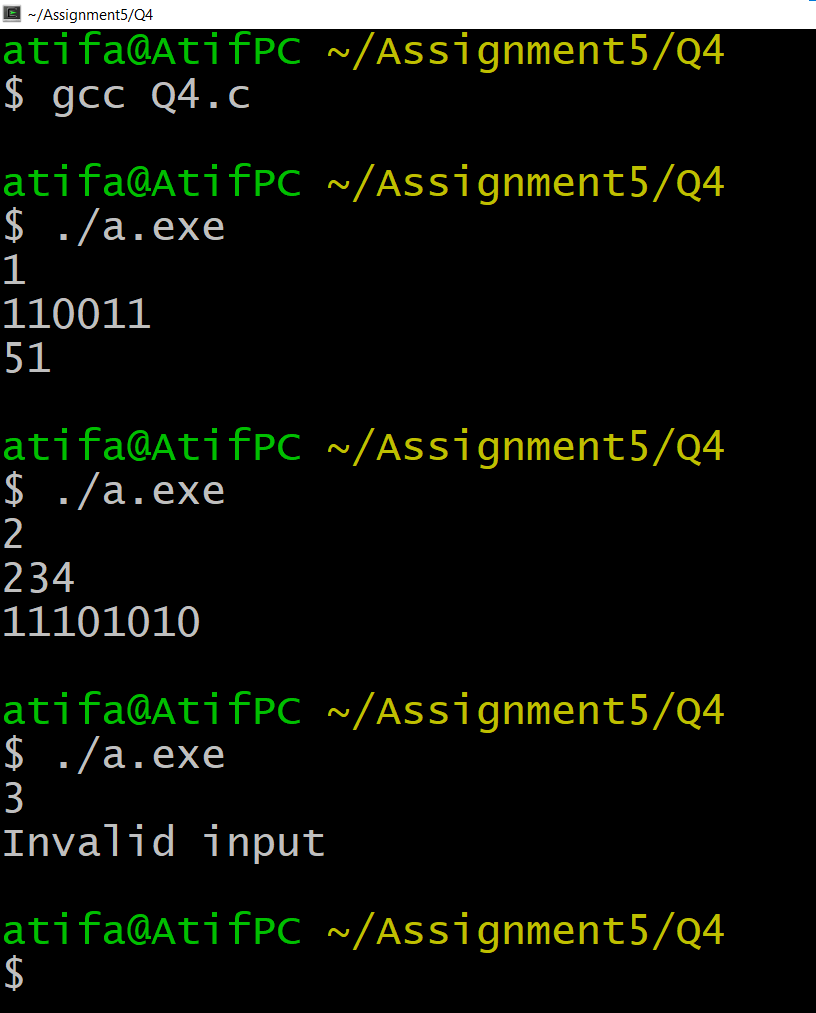 ~/Assignment5/Q4
atifa@AtifPC ~/Assignment5/Q4
$ gcc Q4.c
atifa@AtifPC ~/Assignment5/Q4
$ ./a.exe
1
110011
51
atifa@AtifPC ~/Assignment5/Q4
$ ./a.exe
2
234
11101010
atifa@AtifPC ~/Assignment5/Q4
$ ./a.exe
3
Invalid input
atifa@AtifPC ~/Assignment5/Q4
$